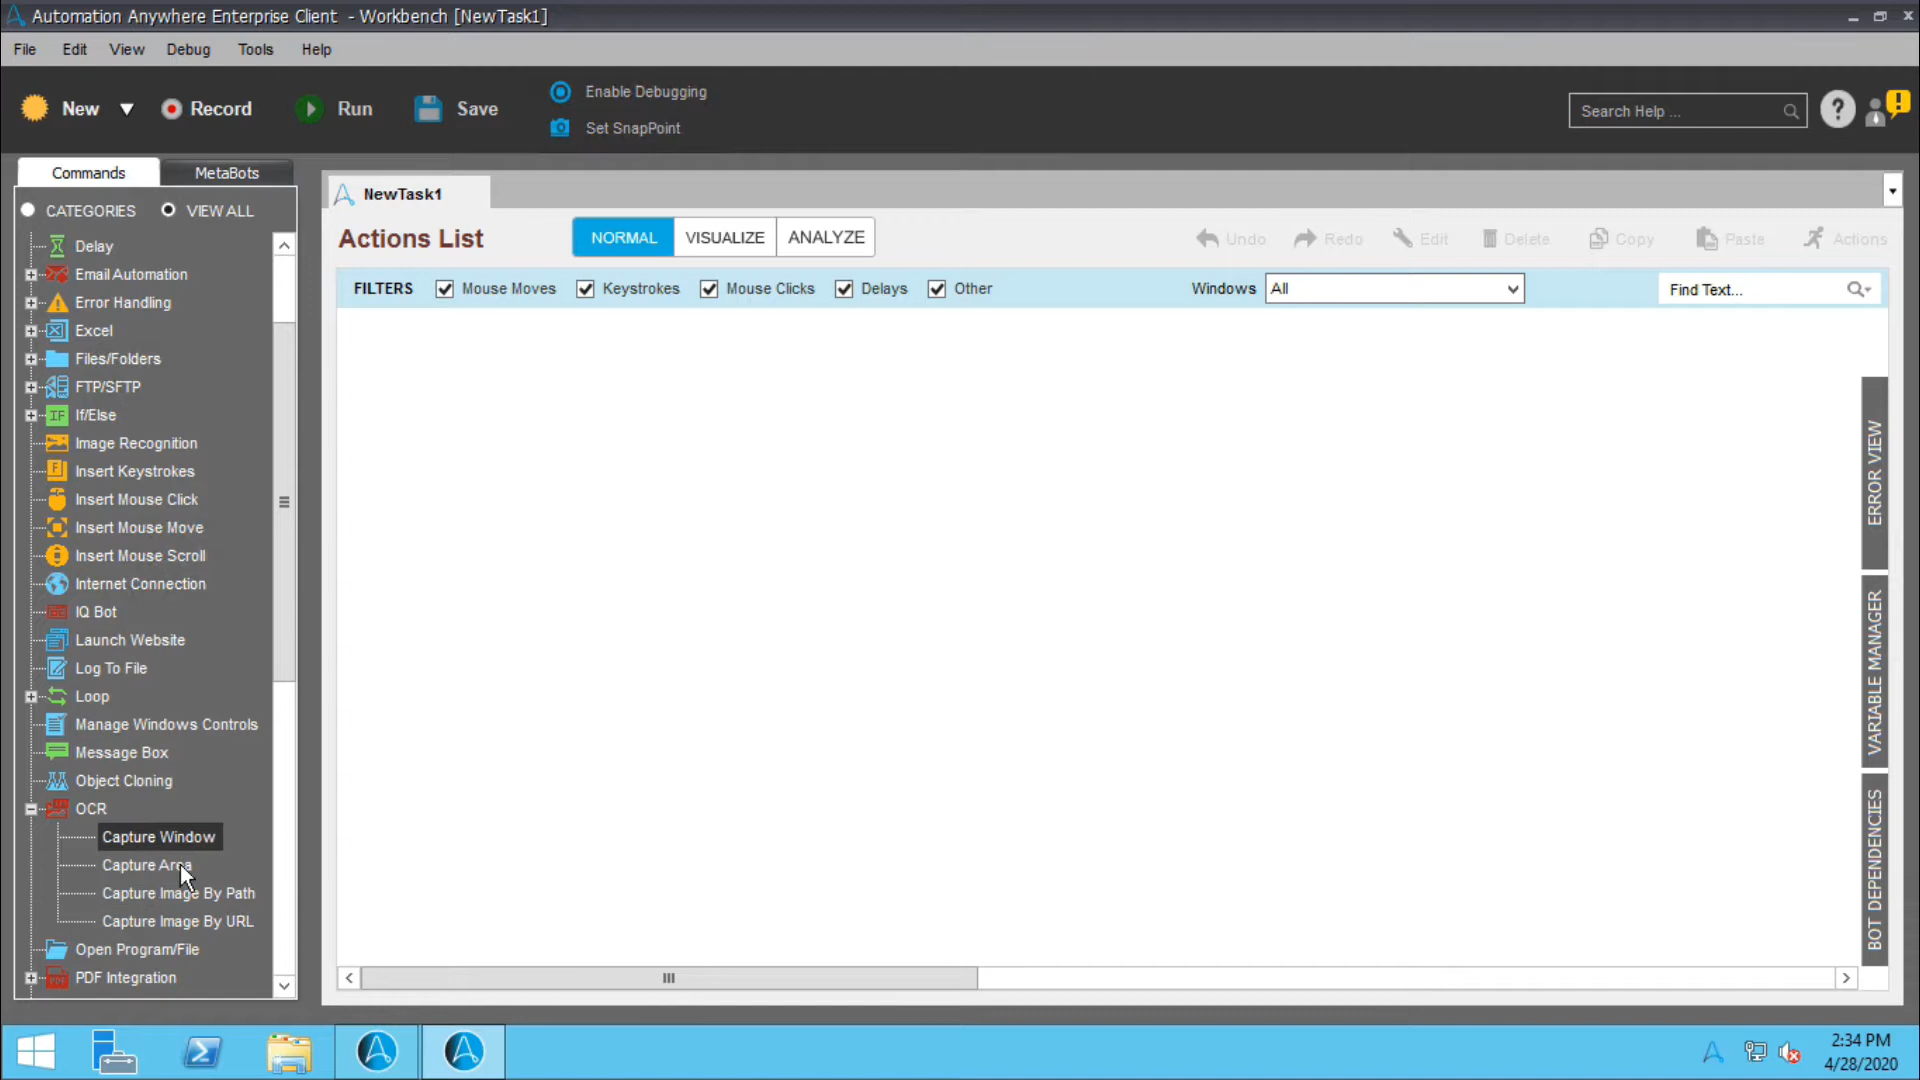 Automation Anywhere Enterprise Client - Workbench [NewTask1]
File Edit View Debug Tools Help
New Record Run Save
Enable Debugging
Set SnapPoint
Search Help ...
Commands MetaBots
CATEGORIES VIEW ALL
Delay
Email Automation
Error Handling
Excel
Files/Folders
FTP/SFTP
If/Else
Image Recognition
Insert Keystrokes
Insert Mouse Click
Insert Mouse Move
Insert Mouse Scroll
Internet Connection
IQ Bot
Launch Website
Log To File
Loop
Manage Windows Controls
Message Box
Object Cloning
OCR
Capture Window
Capture Area
Capture Image By Path
Capture Image By URL
Open Program/File
PDF Integration
NewTask1
Actions List
NORMAL VISUALIZE ANALYZE
Undo Redo Edit Delete Copy Paste Actions
FILTERS Mouse Moves Keystrokes Mouse Clicks Delays Other
Windows All
Find Text...
ERROR VIEW
VARIABLE MANAGER
BOT DEPENDENCIES
2:34 PM
4/28/2020